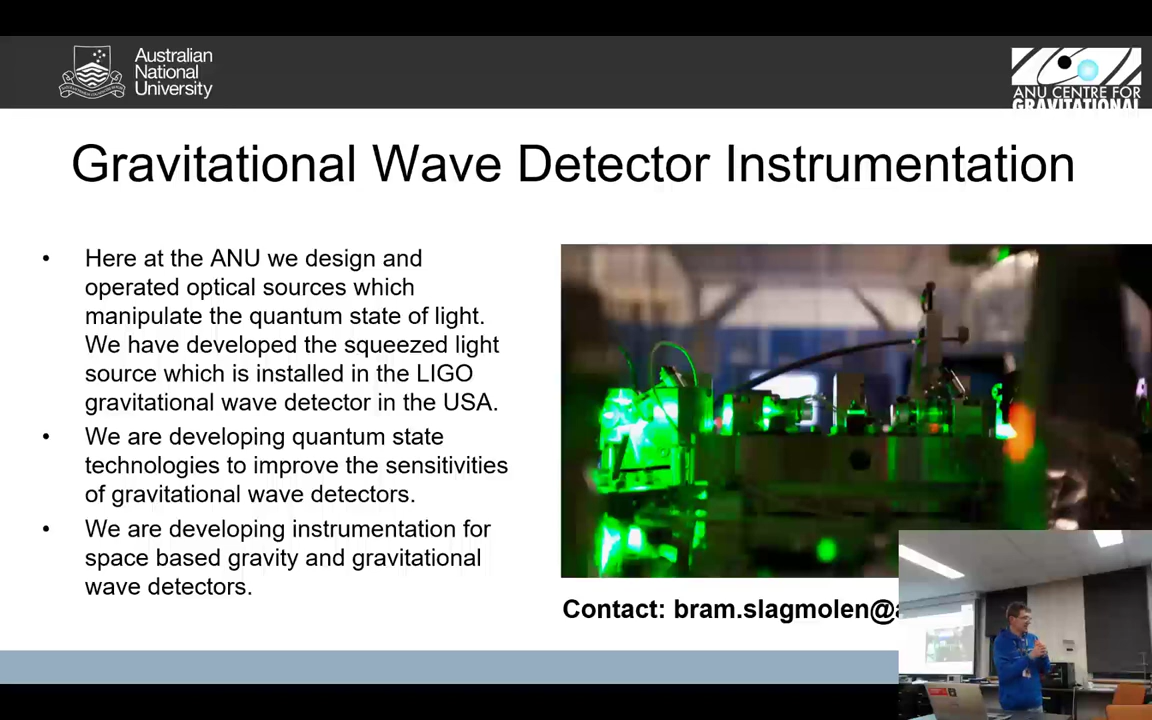 Australian
National
University
ANU CENTRE FOR
GRAVITATIONAL
Gravitational Wave Detector Instrumentation
• Here at the ANU we design and
operated optical sources which
manipulate the quantum state of light.
We have developed the squeezed light
source which is installed in the LIGO
gravitational wave detector in the USA.
• We are developing quantum state
technologies to improve the sensitivities
of gravitational wave detectors.
• We are developing instrumentation for
space based gravity and gravitational
wave detectors.
Contact: bram.slagmolen@